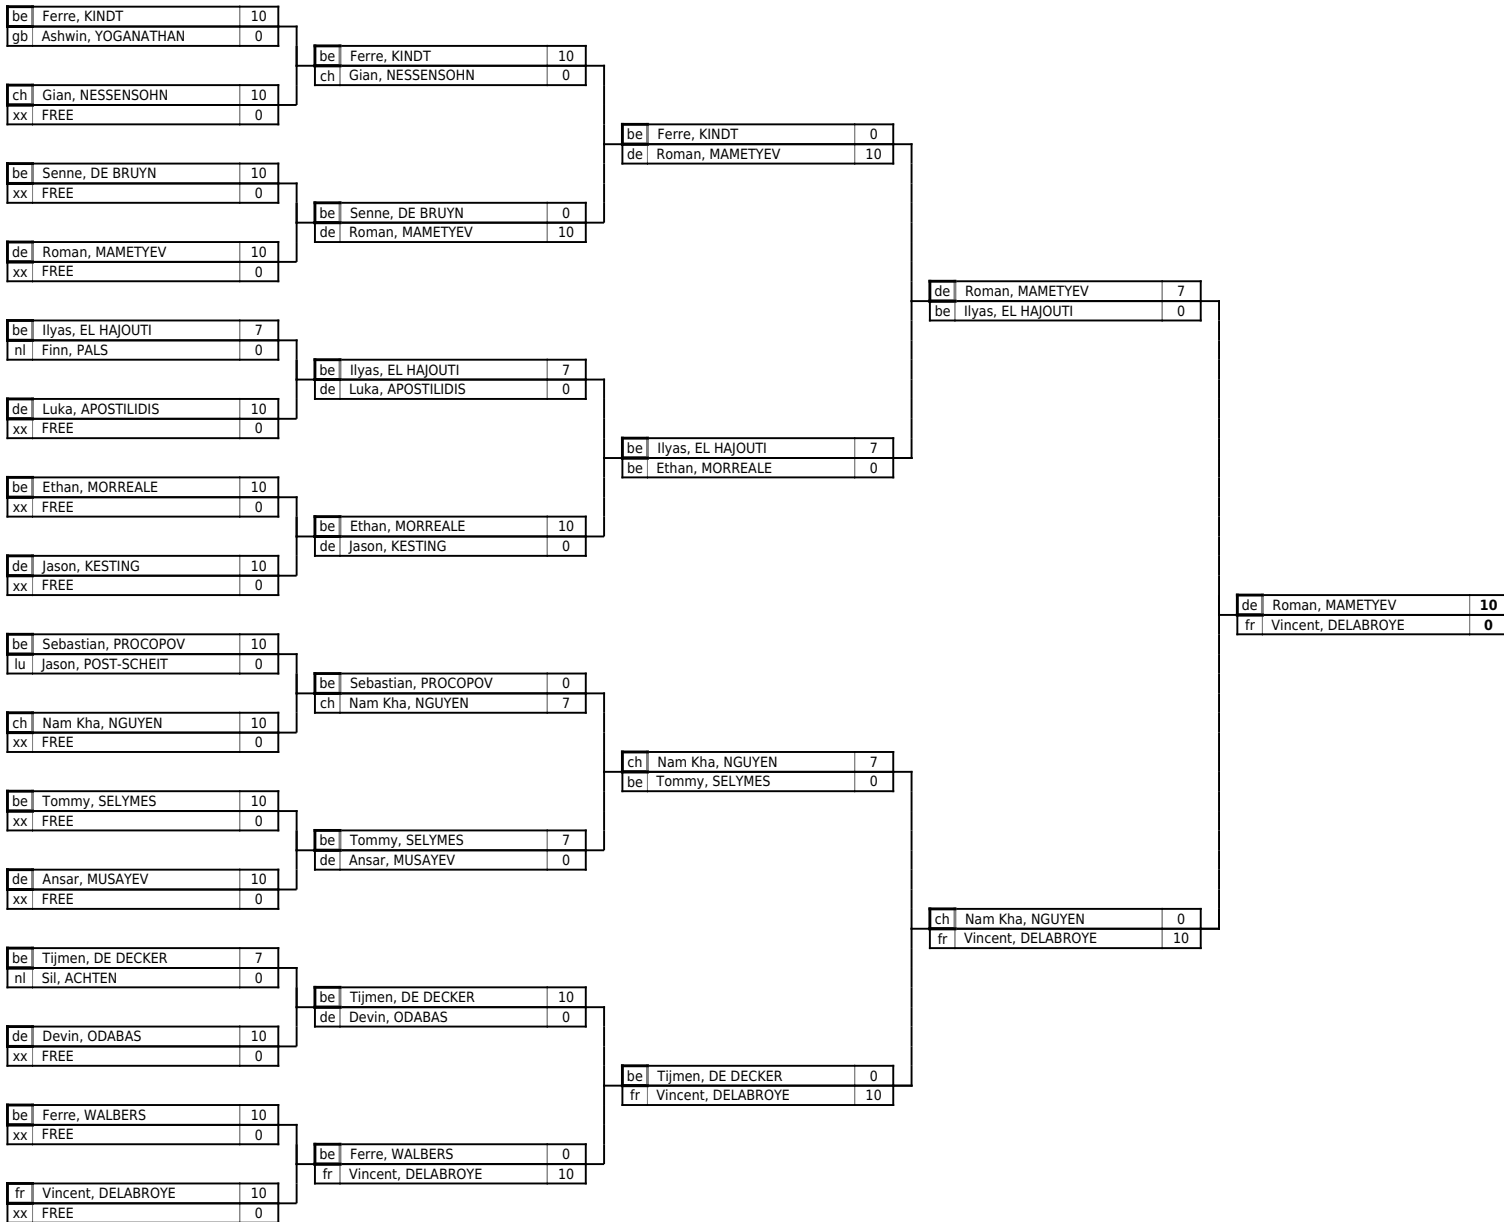 be Ferre, KINDT 10
gb Ashwin, YOGANATHAN 0
ch Gian, NESSENSOHN 10
xx FREE 0
be Senne, DE BRUYN 10
xx FREE 0
de Roman, MAMETYEV 10
xx FREE 0
be Ilyas, EL HAJOUTI 7
nl Finn, PALS 0
de Luka, APOSTILIDIS 10
xx FREE 0
be Ethan, MORREALE 10
xx FREE 0
de Jason, KESTING 10
xx FREE 0
be Sebastian, PROCOPOV 10
lu Jason, POST-SCHEIT 0
ch Nam Kha, NGUYEN 10
xx FREE 0
be Tommy, SELYMES 10
xx FREE 0
de Ansar, MUSAYEV 10
xx FREE 0
be Tijmen, DE DECKER 7
nl Sil, ACHTEN 0
de Devin, ODABAS 10
xx FREE 0
be Ferre, WALBERS 10
xx FREE 0
fr Vincent, DELABROYE 10
xx FREE 0
be Ferre, KINDT 10
ch Gian, NESSENSOHN 0
be Senne, DE BRUYN 0
de Roman, MAMETYEV 10
be Ilyas, EL HAJOUTI 7
de Luka, APOSTILIDIS 0
be Ethan, MORREALE 10
de Jason, KESTING 0
be Sebastian, PROCOPOV 0
ch Nam Kha, NGUYEN 7
be Tommy, SELYMES 7
de Ansar, MUSAYEV 0
be Tijmen, DE DECKER 10
de Devin, ODABAS 0
be Ferre, WALBERS 0
fr Vincent, DELABROYE 10
be Ferre, KINDT 0
de Roman, MAMETYEV 10
be Ilyas, EL HAJOUTI 7
be Ethan, MORREALE 0
ch Nam Kha, NGUYEN 7
be Tommy, SELYMES 0
be Tijmen, DE DECKER 0
fr Vincent, DELABROYE 10
de Roman, MAMETYEV 7
be Ilyas, EL HAJOUTI 0
ch Nam Kha, NGUYEN 0
fr Vincent, DELABROYE 10
de Roman, MAMETYEV 10
fr Vincent, DELABROYE 0